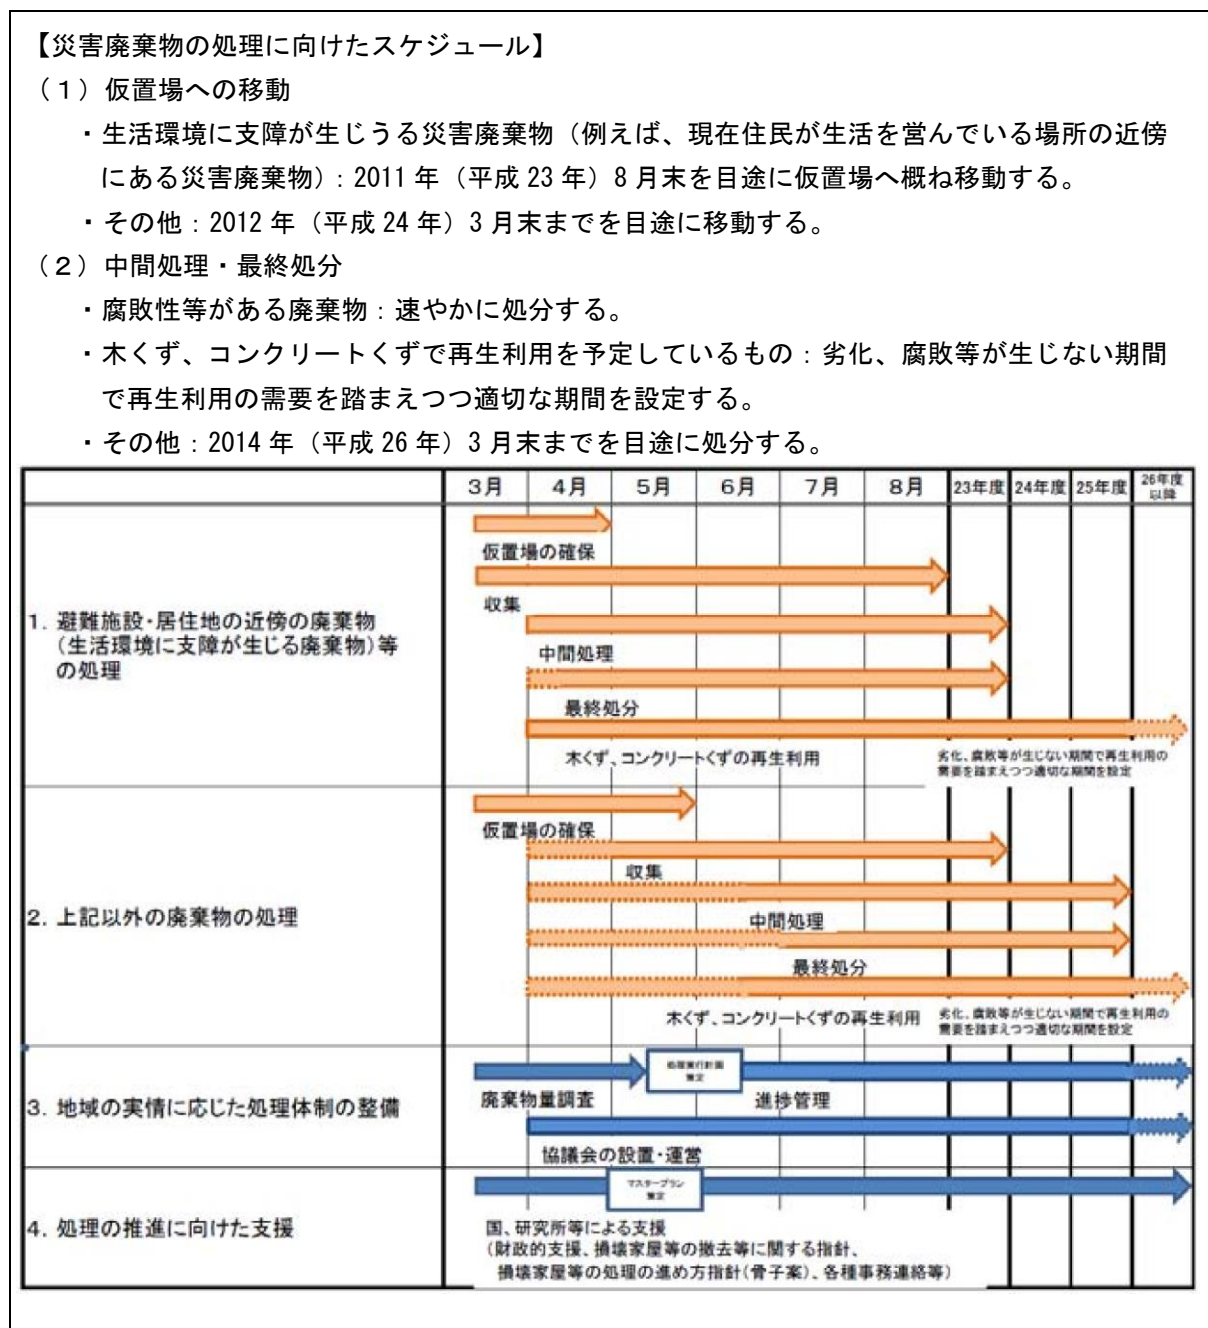 【災害廃棄物の処理に向けたスケジュール】
（１）仮置場への移動
・生活環境に支障が生じうる災害廃棄物（例えば、現在住民が生活を営んでいる場所の近傍
にある災害廃棄物）：2011 年（平成 23 年）8 月末を目途に仮置場へ概ね移動する。
・その他：2012 年（平成 24 年）3 月末までを目途に移動する。
（２）中間処理・最終処分
・腐敗性等がある廃棄物：速やかに処分する。
・木くず、コンクリートくずで再生利用を予定しているもの：劣化、腐敗等が生じない期間
で再生利用の需要を踏まえつつ適切な期間を設定する。
・その他：2014 年（平成 26 年）3 月末までを目途に処分する。
3月 4月 5月 6月 7月 8月 23年度 24年度 25年度 26年度
以降
1. 避難施設・居住地の近傍の廃棄物
（生活環境に支障が生じる廃棄物）等
の処理
仮置場の確保
収集
中間処理
最終処分
木くず、コンクリートくずの再生利用
劣化、腐敗等が生じない期間で再生利用の
需要を踏まえつつ適切な期間を設定
2. 上記以外の廃棄物の処理
仮置場の確保
収集
中間処理
最終処分
木くず、コンクリートくずの再生利用
劣化、腐敗等が生じない期間で再生利用の
需要を踏まえつつ適切な期間を設定
3. 地域の実情に応じた処理体制の整備
廃棄物量調査
処理実行計画
策定
進捗管理
協議会の設置・運営
4. 処理の推進に向けた支援
マスタープラン
策定
国、研究所等による支援
（財政的支援、損壊家屋等の撤去等に関する指針、
損壊家屋等の処理の進め方指針（骨子案）、各種事務連絡等）